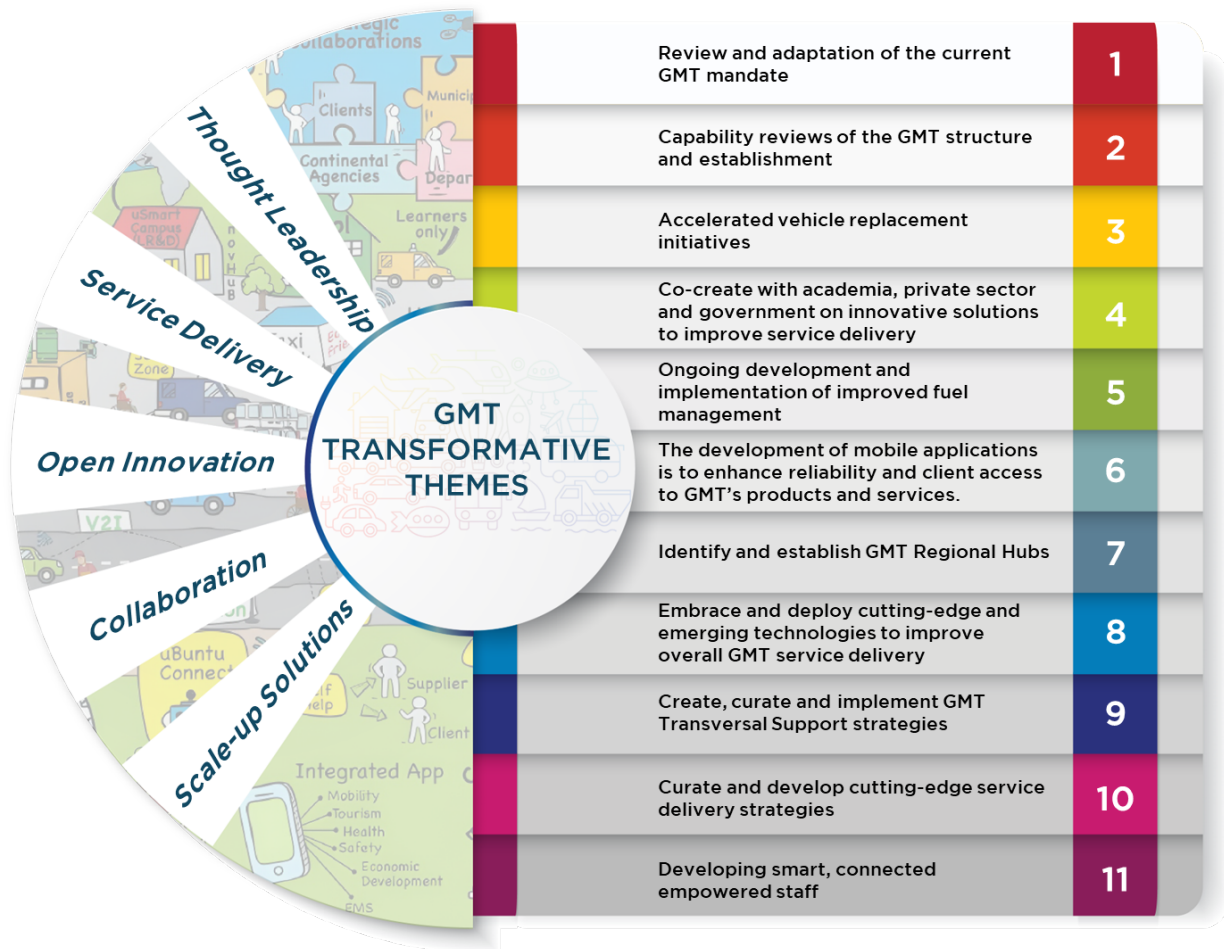 Collaborations
Clients
Continental
Agencies
Learners
only
uSmart
Campus
(LR&D)
Zone
V2I
uBuntu
Supplier
Client
Integrated App
Mobility
Tourism
Health
Safety
Economic
Development
EMS
Thought Leadership
Service Delivery
Open Innovation
Collaboration
Scale-up Solutions
GMT
TRANSFORMATIVE
THEMES
Review and adaptation of the current
GMT mandate
1
Capability reviews of the GMT structure
and establishment
2
Accelerated vehicle replacement
initiatives
3
Co-create with academia, private sector
and government on innovative solutions
to improve service delivery
4
Ongoing development and
implementation of improved fuel
management
5
The development of mobile applications
is to enhance reliability and client access
to GMT’s products and services.
6
Identify and establish GMT Regional Hubs
7
Embrace and deploy cutting-edge and
emerging technologies to improve
overall GMT service delivery
8
Create, curate and implement GMT
Transversal Support strategies
9
Curate and develop cutting-edge service
delivery strategies
10
Developing smart, connected
empowered staff
11